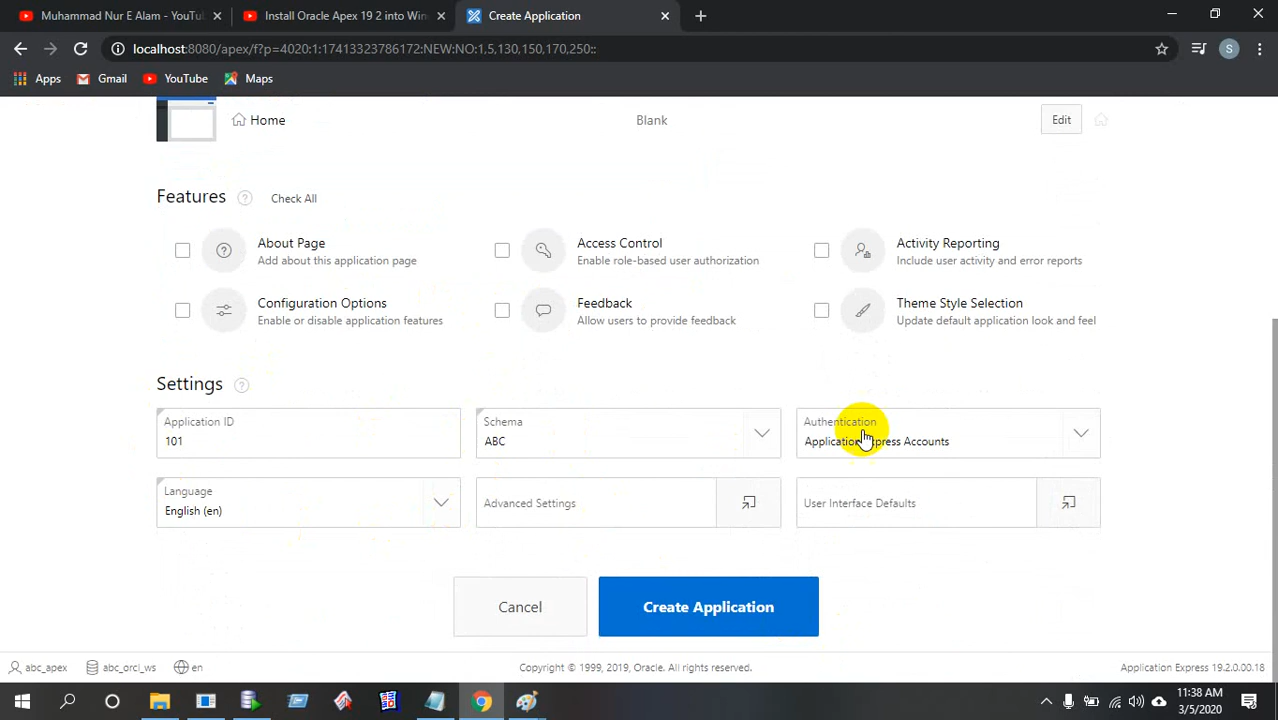 Muhammad Nur E Alam - YouTu
Install Oracle Apex 19 2 into Win
Create Application
localhost:8080/apex/f?p=4020:1:17413323786172:NEW:NO:1,5,130,150,170,250::
S
Apps
Gmail
YouTube
Maps
Home
Blank
Edit
Features
Check All
About Page
Add about this application page
Access Control
Enable role-based user authorization
Activity Reporting
Include user activity and error reports
Configuration Options
Enable or disable application features
Feedback
Allow users to provide feedback
Theme Style Selection
Update default application look and feel
Settings
Application ID
101
Schema
ABC
Authentication
Application Express Accounts
Language
English (en)
Advanced Settings
User Interface Defaults
Cancel
Create Application
abc_apex
abc_orcl_ws
en
Copyright © 1999, 2019, Oracle. All rights reserved.
Application Express 19.2.0.00.18
11:38 AM
3/5/2020